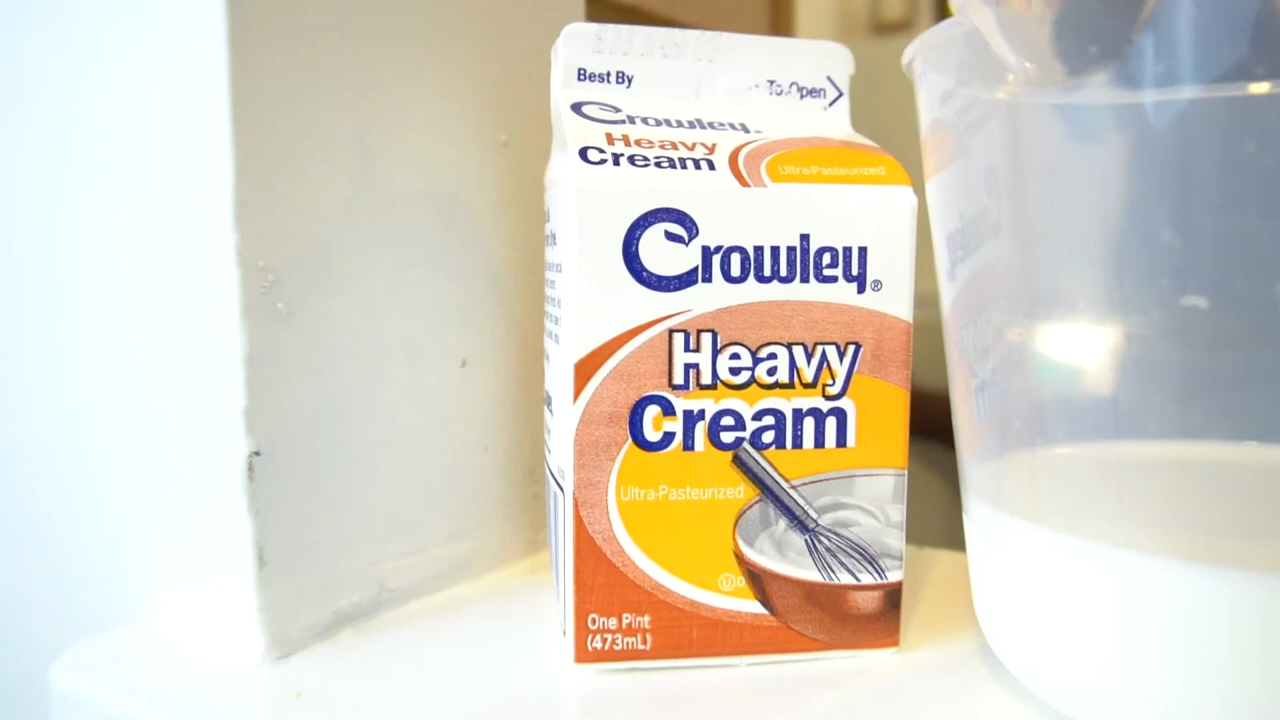 Best By
To Open
Crowley®
Heavy
Cream
Ultra-Pasteurized
Crowley®
Heavy
Cream
Ultra-Pasteurized
Ⓤ D
One Pint
(473mL)